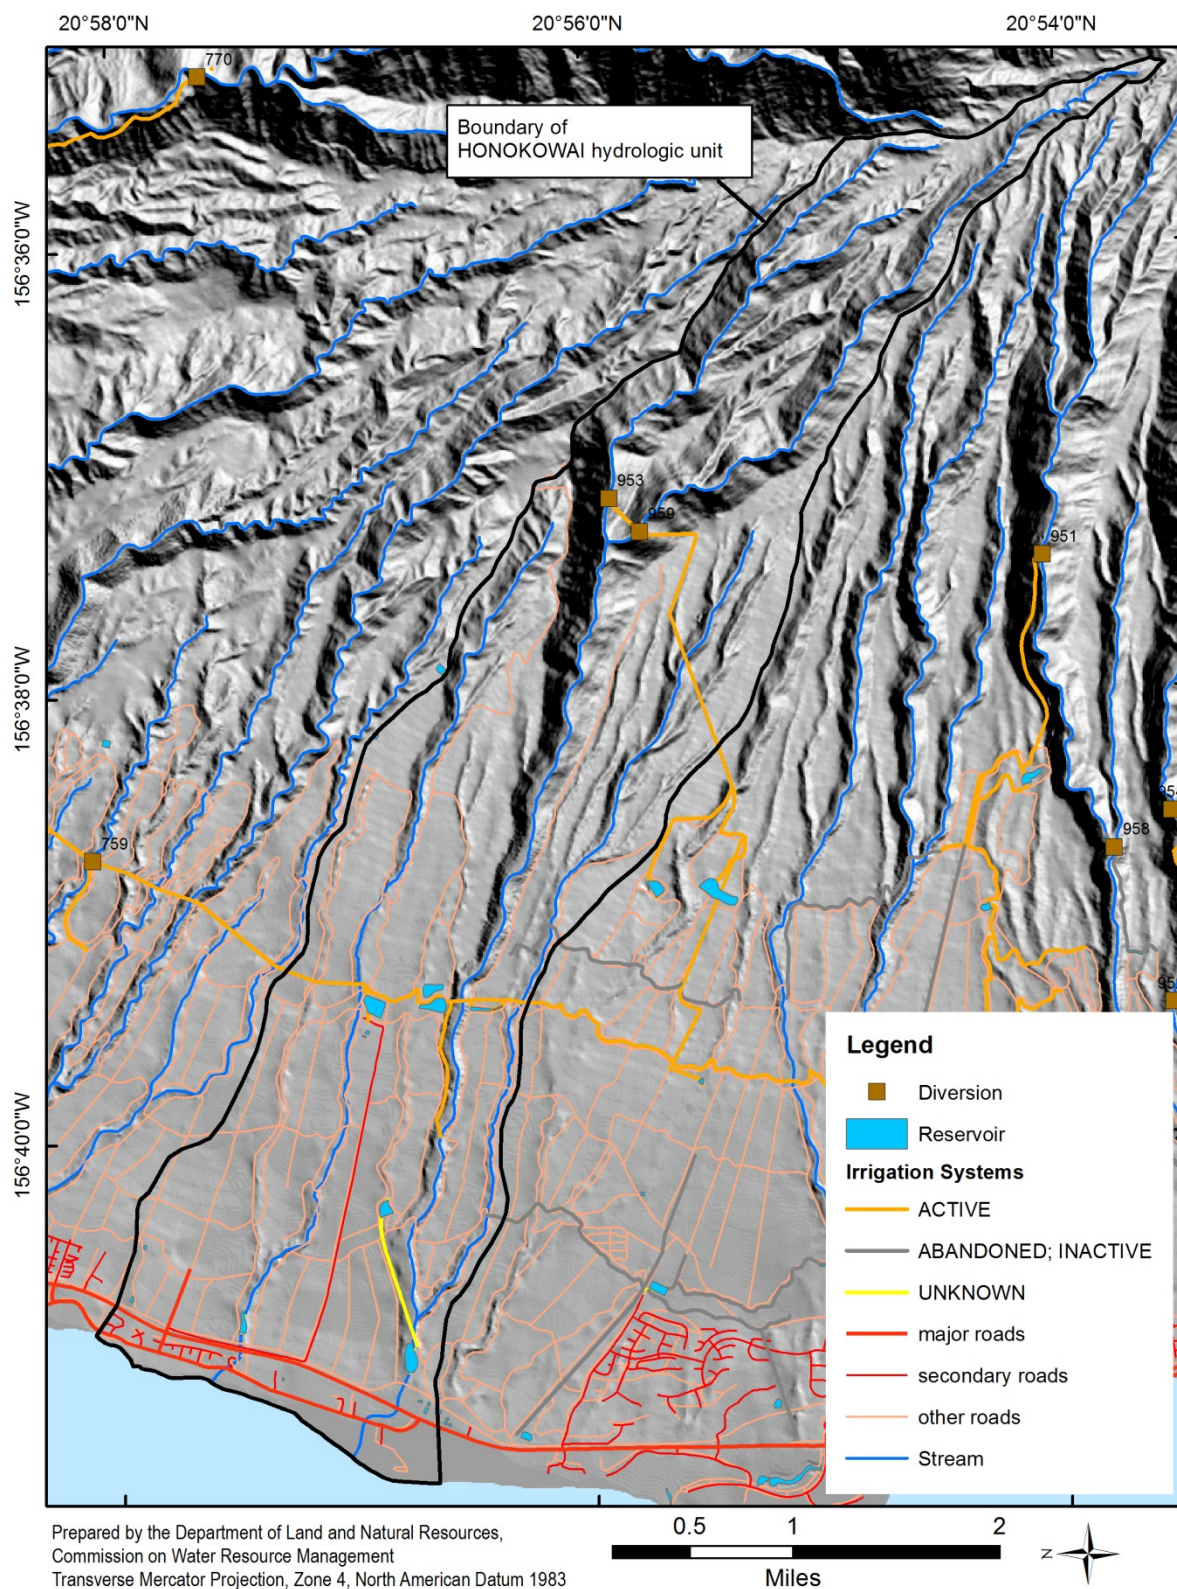 20°58'0"N
20°56'0"N
20°54'0"N
770
Boundary of
HONOKOWAI hydrologic unit
156°36'0"W
953
959
951
156°38'0"W
759
958
156°40'0"W
Legend
Diversion
Reservoir
Irrigation Systems
ACTIVE
ABANDONED; INACTIVE
UNKNOWN
major roads
secondary roads
other roads
Stream
Prepared by the Department of Land and Natural Resources,
Commission on Water Resource Management
Transverse Mercator Projection, Zone 4, North American Datum 1983
0.5 1 2
Miles
N